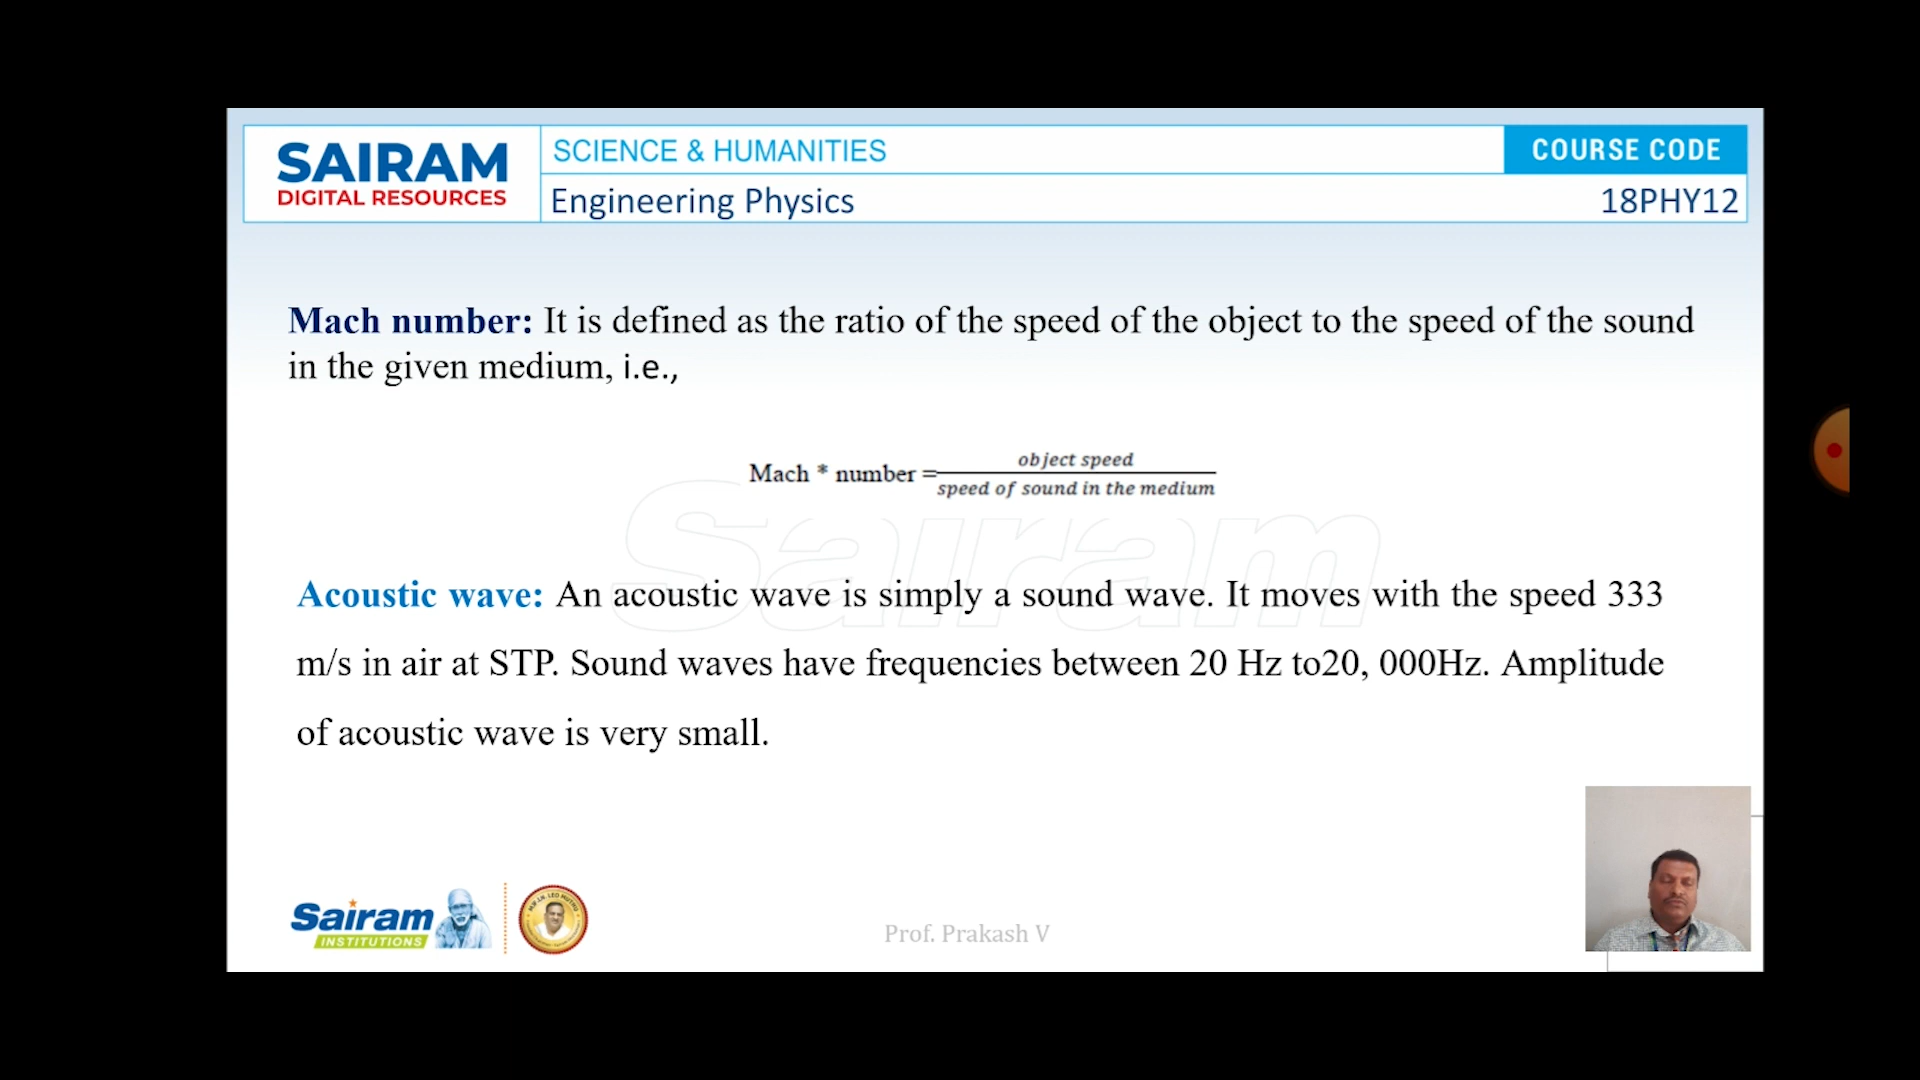 SAIRAM
DIGITAL RESOURCES
SCIENCE & HUMANITIES
COURSE CODE
Engineering Physics
18PHY12
Mach number: It is defined as the ratio of the speed of the object to the speed of the sound
in the given medium, i.e.,
Mach * number = object speed
speed of sound in the medium
Sairam
Acoustic wave: An acoustic wave is simply a sound wave. It moves with the speed 333
m/s in air at STP. Sound waves have frequencies between 20 Hz to20, 000Hz. Amplitude
of acoustic wave is very small.
Sairam
INSTITUTIONS
Prof. Prakash V